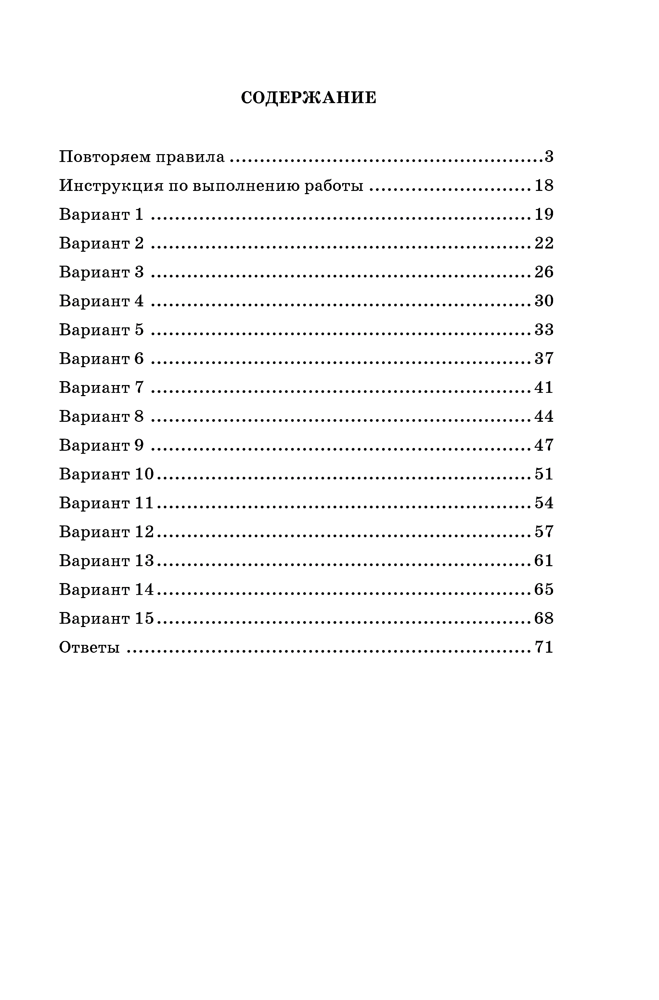 СОДЕРЖАНИЕ
Повторяем правила ....................................................3
Инструкция по выполнению работы ........................... 18
Вариант 1 ............................................................... 19
Вариант 2 ............................................................... 22
Вариант 3 ............................................................... 26
Вариант 4 ............................................................... 30
Вариант 5 ............................................................... 33
Вариант 6 ............................................................... 37
Вариант 7 ............................................................... 41
Вариант 8 ............................................................... 44
Вариант 9 ............................................................... 47
Вариант 10 .............................................................. 51
Вариант 11 .............................................................. 54
Вариант 12 .............................................................. 57
Вариант 13 .............................................................. 61
Вариант 14 .............................................................. 65
Вариант 15 .............................................................. 68
Ответы ................................................................... 71